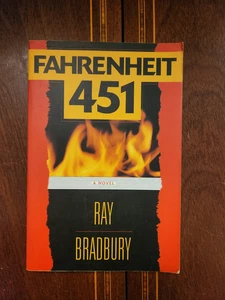 FAHRENHEIT
451
A NOVEL
RAY
BRADBURY